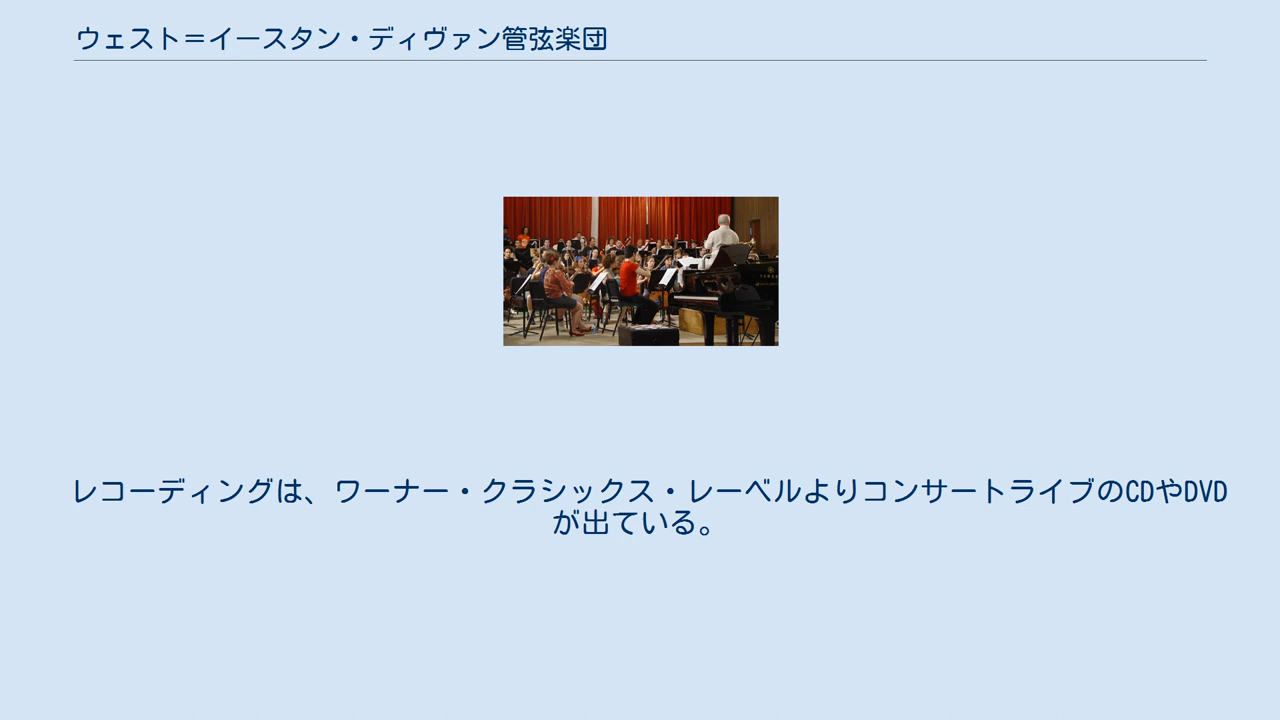 ウェスト＝イースタン・ディヴァン管弦楽団
レコーディングは、ワーナー・クラシックス・レーベルよりコンサートライブのCDやDVD
が出ている。